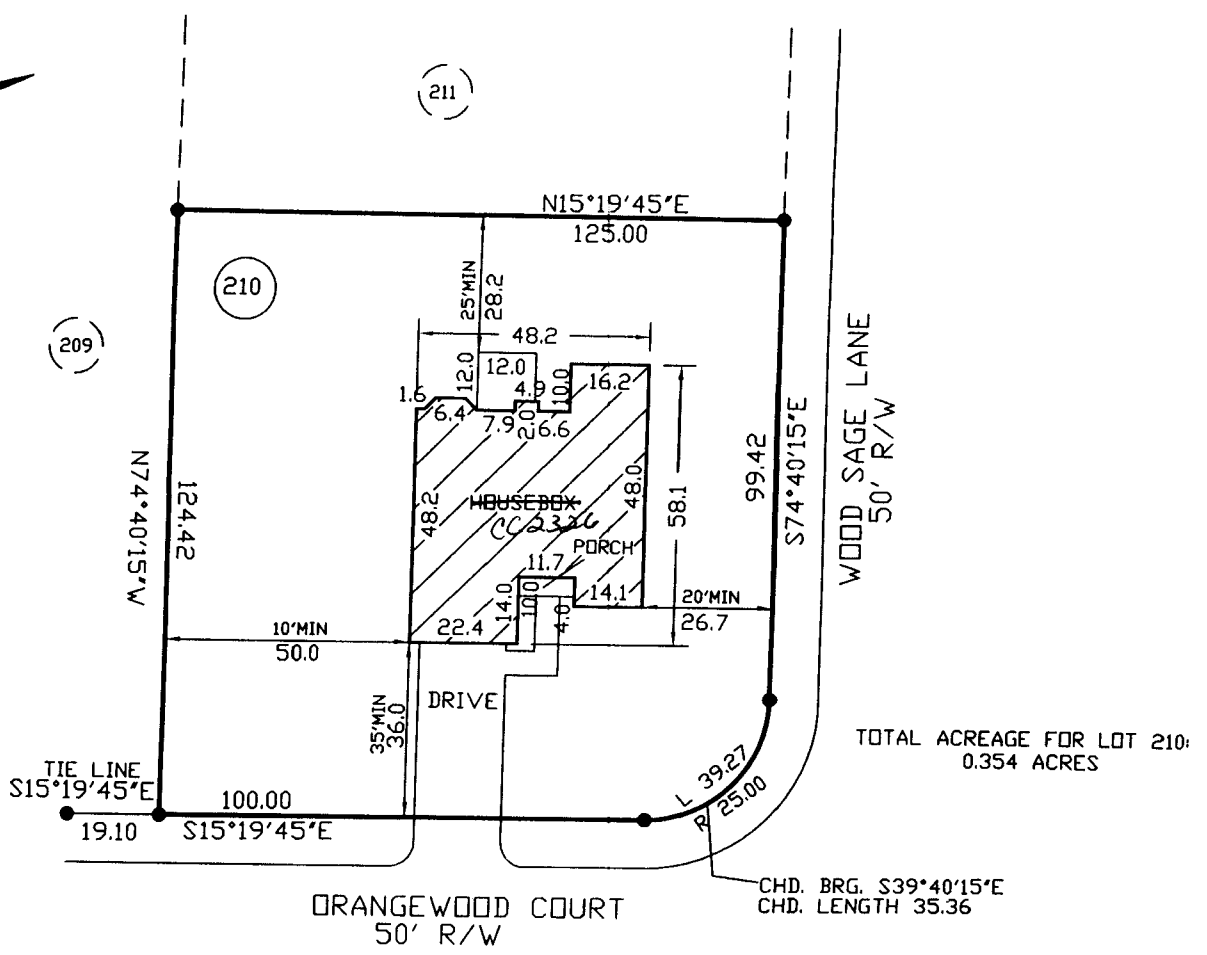 211
N15°19'45"E
125.00
210
209
25'MIN
28.2
48.2
12.0
12.0
4.9
10.0
16.2
1.6
6.4
7.9
2.0
6.6
N74°40'15"W
124.42
48.2
HOUSEBOX
CC2326
48.0
58.1
99.42
S74°40'15"E
WOOD SAGE LANE
50' R/W
PORCH
11.7
14.0
10.0
4.0
14.1
20'MIN
26.7
22.4
10'MIN
50.0
35'MIN
36.0
DRIVE
TOTAL ACREAGE FOR LOT 210:
0.354 ACRES
TIE LINE
S15°19'45"E
19.10
100.00
S15°19'45"E
L 39.27
R 25.00
CHD. BRG. S39°40'15"E
CHD. LENGTH 35.36
ORANGEWOOD COURT
50' R/W